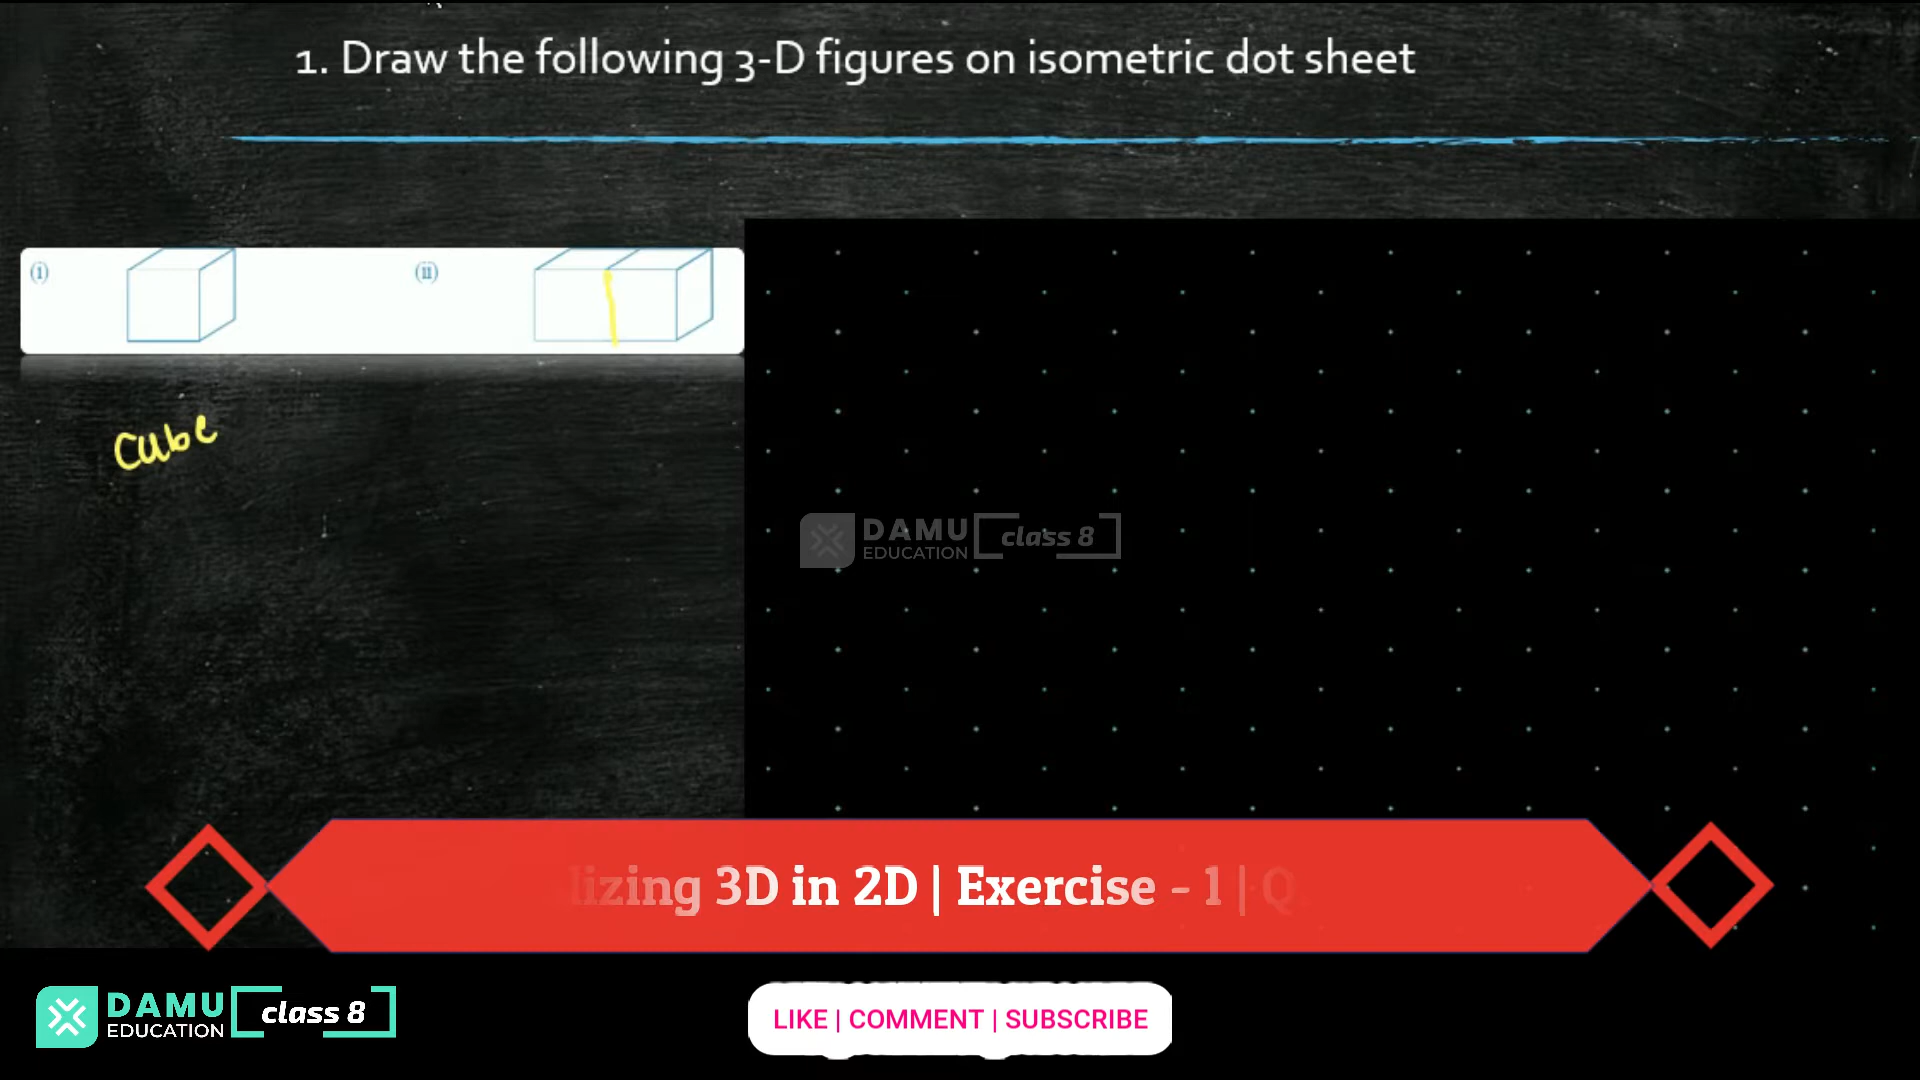 1. Draw the following 3-D figures on isometric dot sheet
(i)
(ii)
Cube
DAMU EDUCATION class 8
lizing 3D in 2D | Exercise - 1 | Q.
DAMU EDUCATION class 8
LIKE | COMMENT | SUBSCRIBE